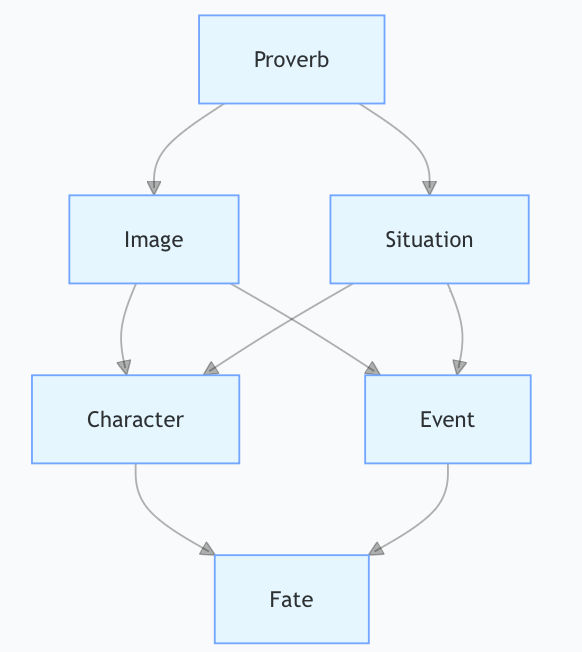 Proverb
Image
Situation
Character
Event
Fate